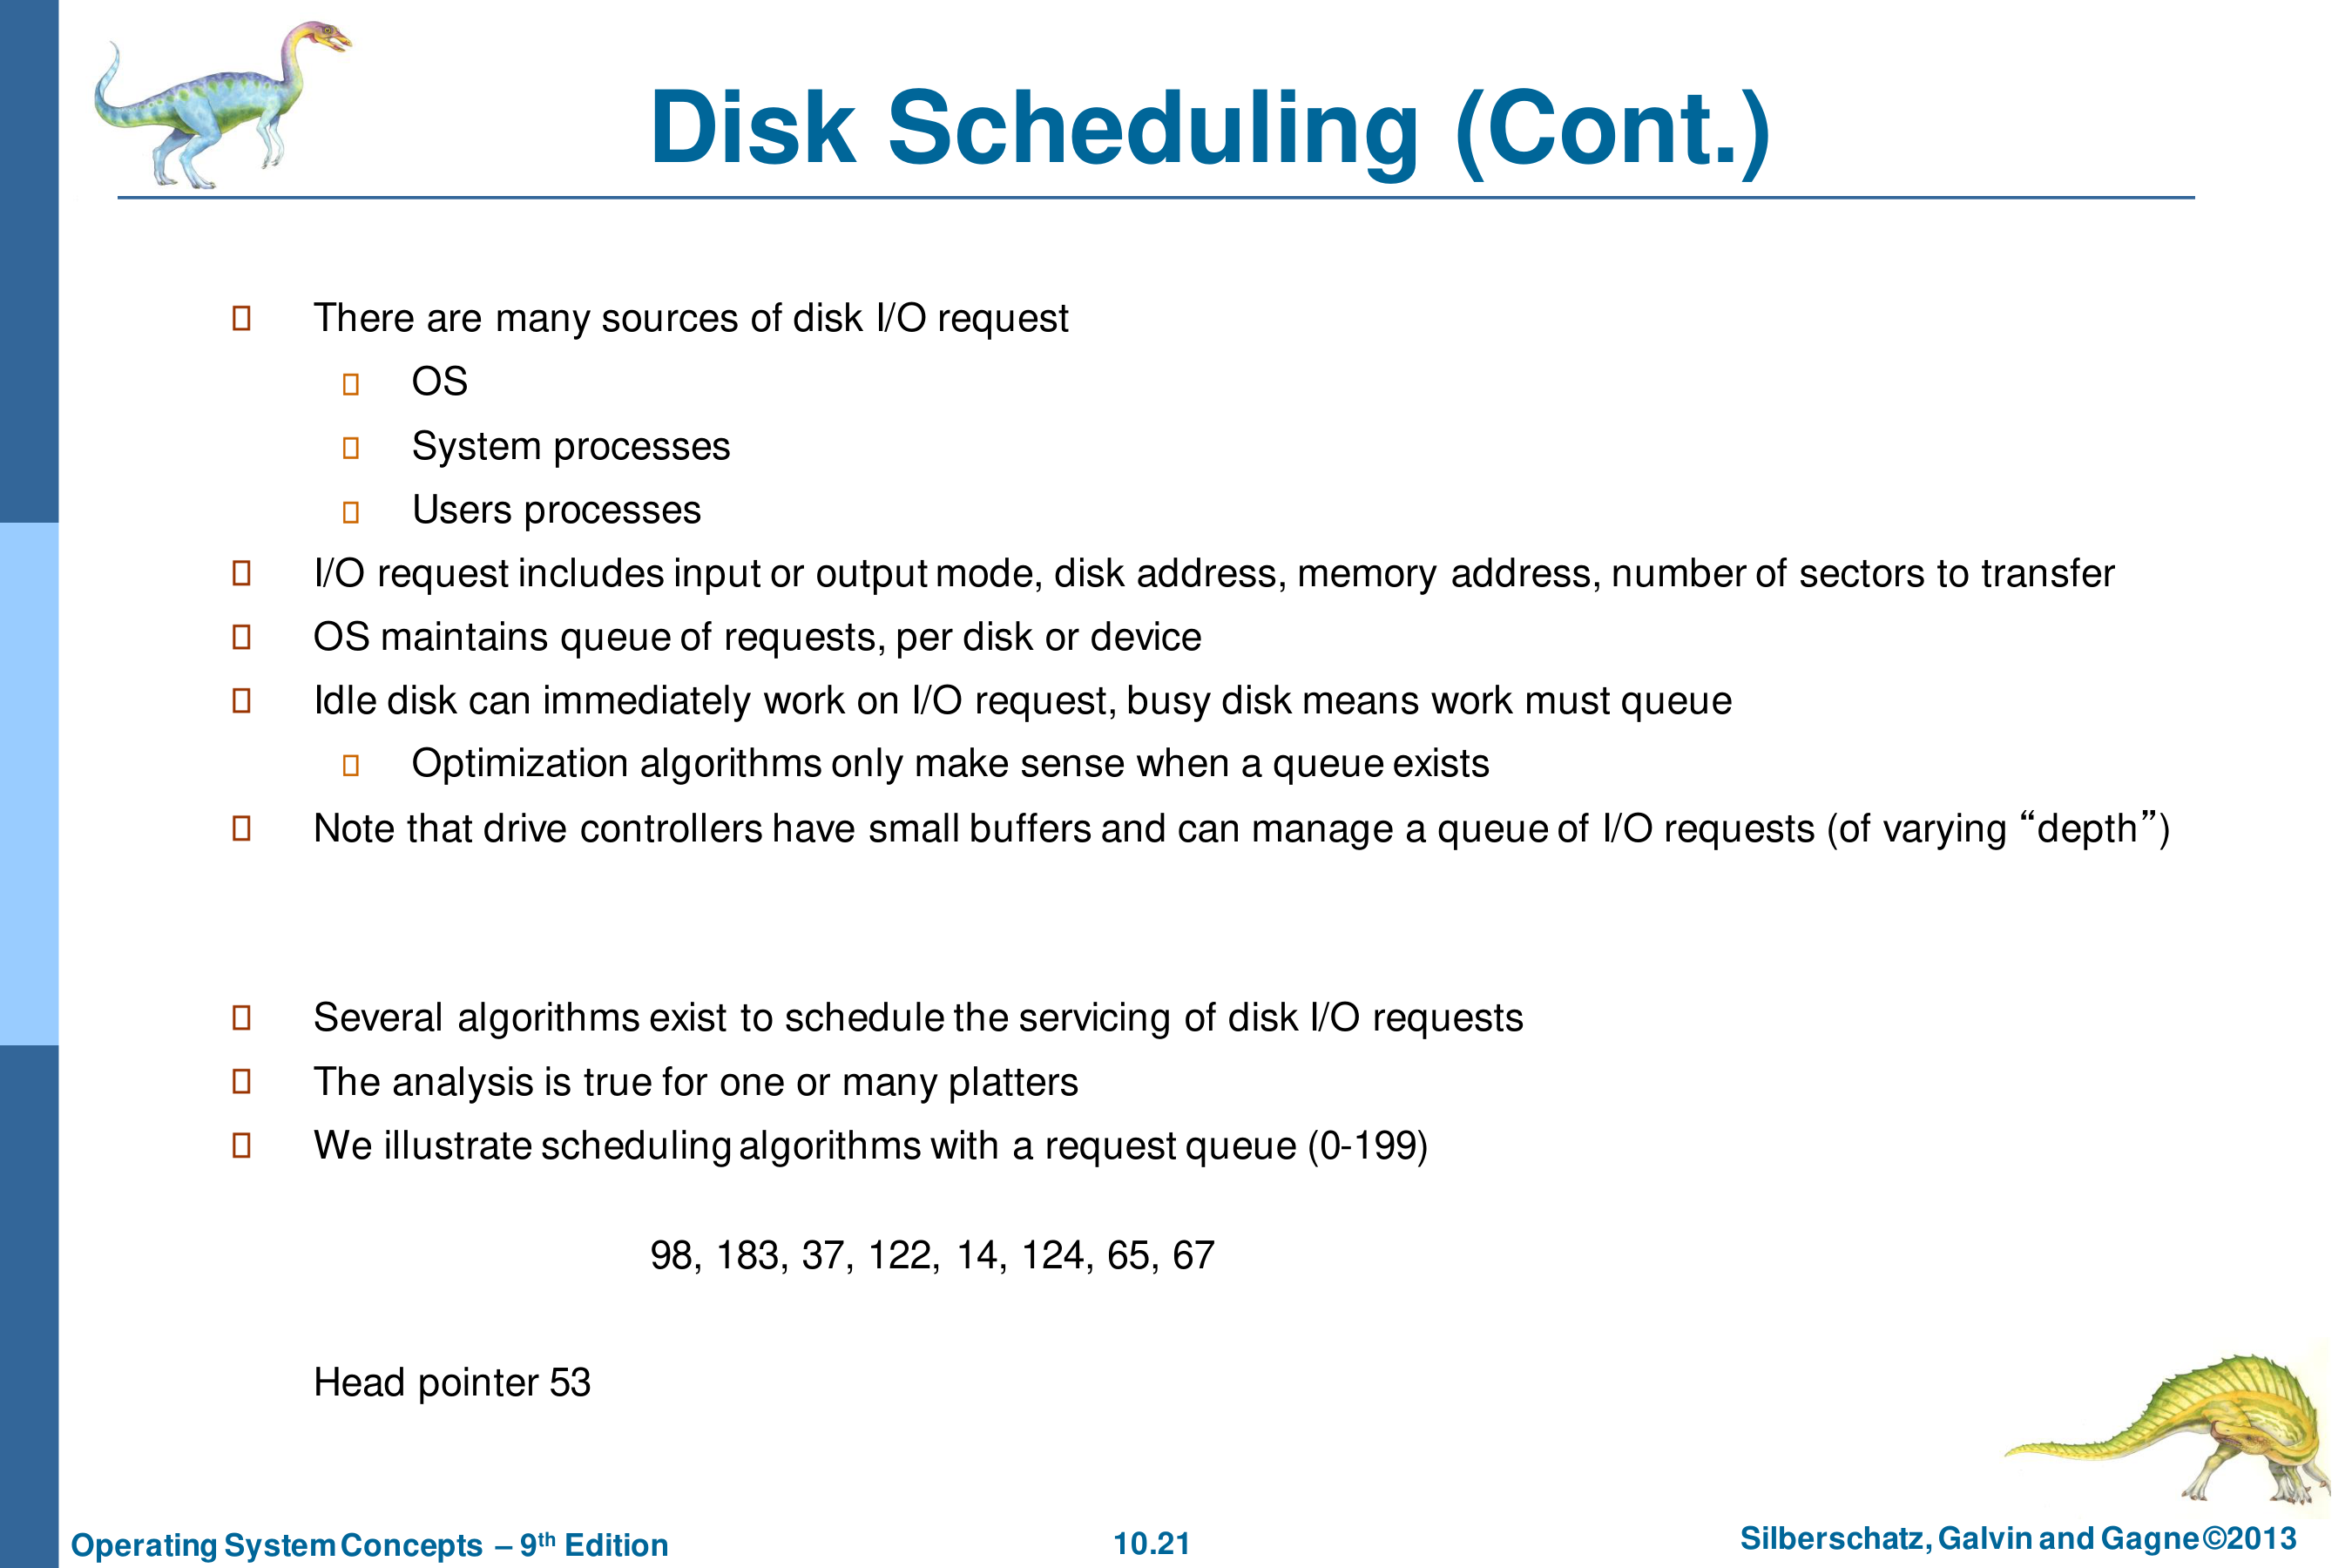 Disk Scheduling (Cont.)
There are many sources of disk I/O request
OS
System processes
Users processes
I/O request includes input or output mode, disk address, memory address, number of sectors to transfer
OS maintains queue of requests, per disk or device
Idle disk can immediately work on I/O request, busy disk means work must queue
Optimization algorithms only make sense when a queue exists
Note that drive controllers have small buffers and can manage a queue of I/O requests (of varying “depth”)
Several algorithms exist to schedule the servicing of disk I/O requests
The analysis is true for one or many platters
We illustrate scheduling algorithms with a request queue (0-199)
98, 183, 37, 122, 14, 124, 65, 67
Head pointer 53
Operating System Concepts – 9th Edition
10.21
Silberschatz, Galvin and Gagne ©2013